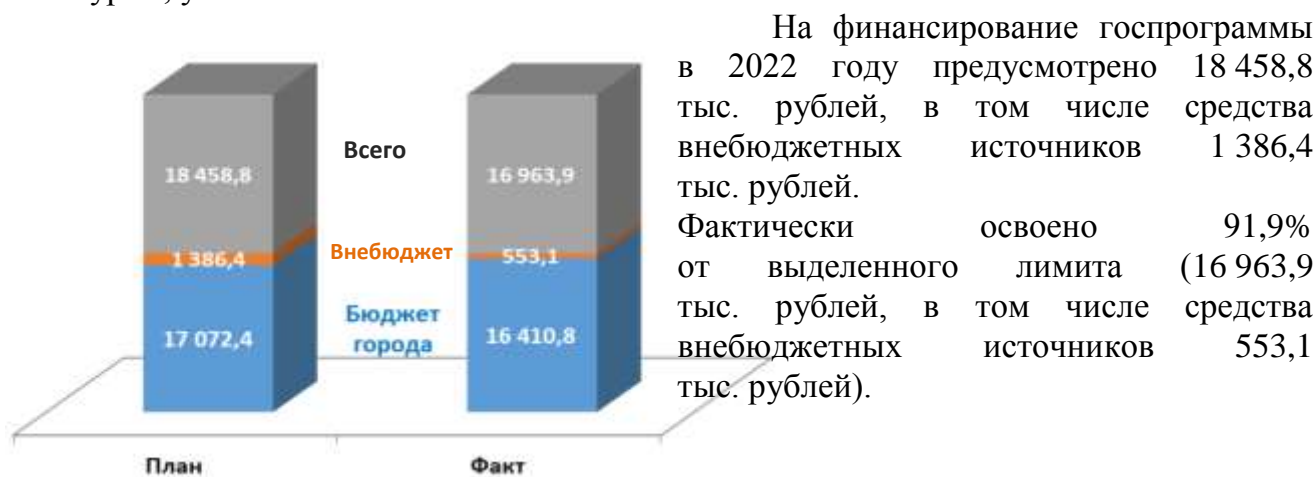 На финансирование госпрограммы
в 2022 году предусмотрено 18 458,8
тыс. рублей, в том числе средства
внебюджетных источников 1 386,4
тыс. рублей.
Фактически освоено 91,9%
от выделенного лимита (16 963,9
тыс. рублей, в том числе средства
внебюджетных источников 553,1
тыс. рублей).
Всего
18 458,8
16 963,9
Внебюджет
1 386,4
553,1
Бюджет
города
17 072,4
16 410,8
План
Факт